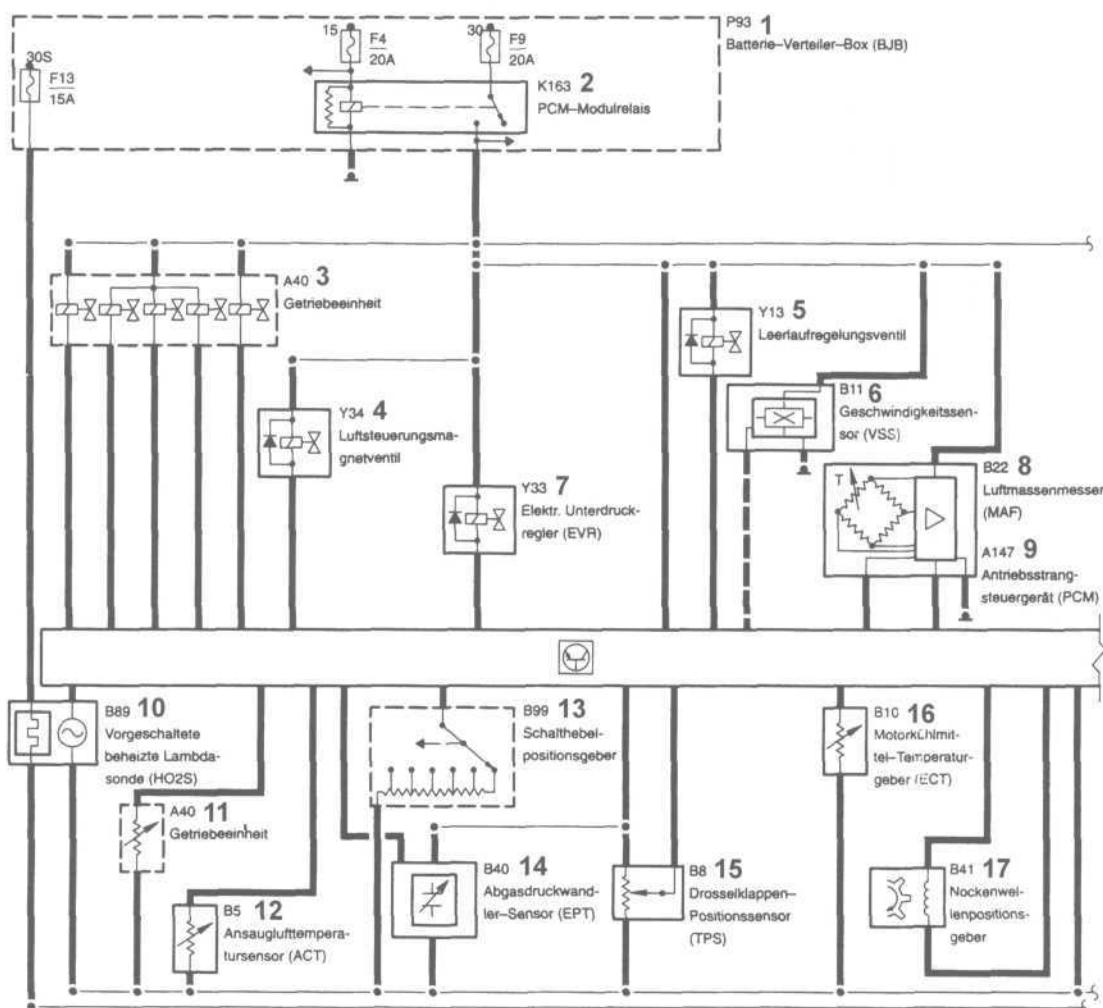 P93 1
Batterie–Verteiler–Box (BJB)
15
F4
20A
30
F9
20A
30S
F13
15A
K163 2
PCM–Modulrelais
A40 3
Getriebeeinheit
Y13 5
Leerlaufregelungsventil
Y34 4
Luftsteuerungsma-
gnetventil
B11 6
Geschwindigkeitssen-
sor (VSS)
Y33 7
Elektr. Unterdruck-
regler (EVR)
T
B22 8
Luftmassenmesser
(MAF)
A147 9
Antriebsstrang-
steuergerät (PCM)
B89 10
Vorgeschaltete
beheizte Lambda-
sonde (HO2S)
B99 13
Schalthebel-
positionsgeber
B10 16
Motorkühlmit-
tel–Temperatur-
geber (ECT)
A40 11
Getriebeeinheit
B5 12
Ansauglufttempera-
tursensor (ACT)
B40 14
Abgasdruckwand-
ler–Sensor (EPT)
B8 15
Drosselklappen–
Positionssensor
(TPS)
B41 17
Nockenwel-
lenpositions-
geber